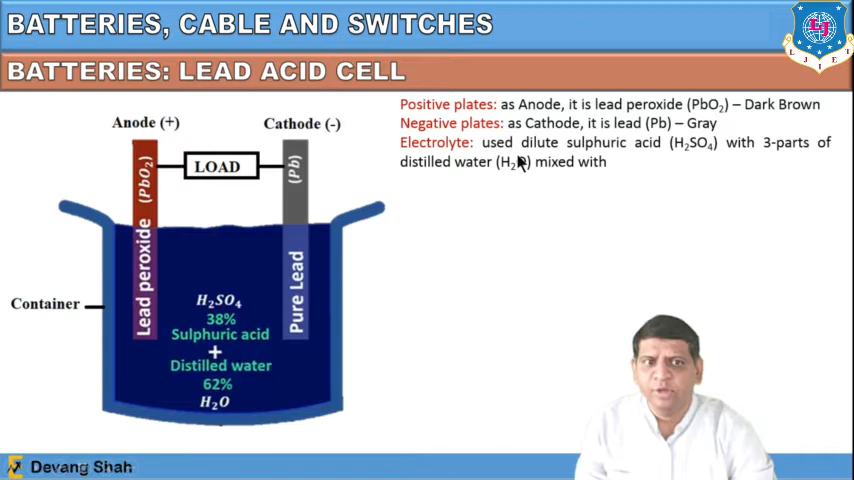 BATTERIES, CABLE AND SWITCHES
LJ
LJIET
BATTERIES: LEAD ACID CELL
Anode (+)
Cathode (-)
Lead peroxide (PbO₂)
LOAD
Pure Lead (Pb)
Container
H₂SO₄
38%
Sulphuric acid
+
Distilled water
62%
H₂O
Positive plates: as Anode, it is lead peroxide (PbO₂) – Dark Brown
Negative plates: as Cathode, it is lead (Pb) – Gray
Electrolyte: used dilute sulphuric acid (H₂SO₄) with 3-parts of
distilled water (H₂O) mixed with
Devang Shah